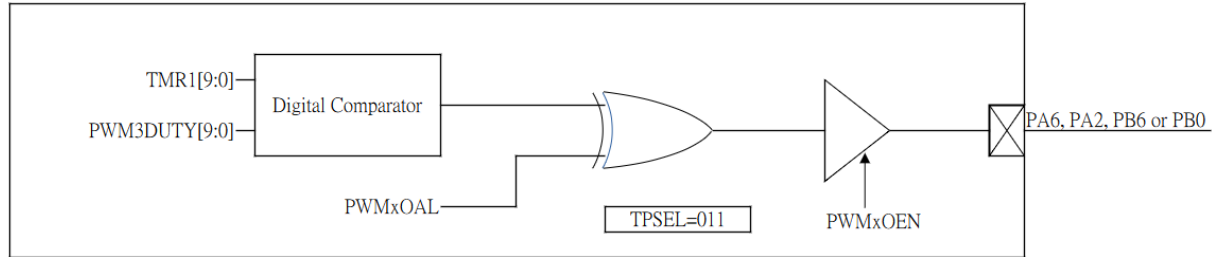 TMR1[9:0]
Digital Comparator
PWM3DUTY[9:0]
PA6, PA2, PB6 or PB0
PWMxOAL
TPSEL=011
PWMxOEN